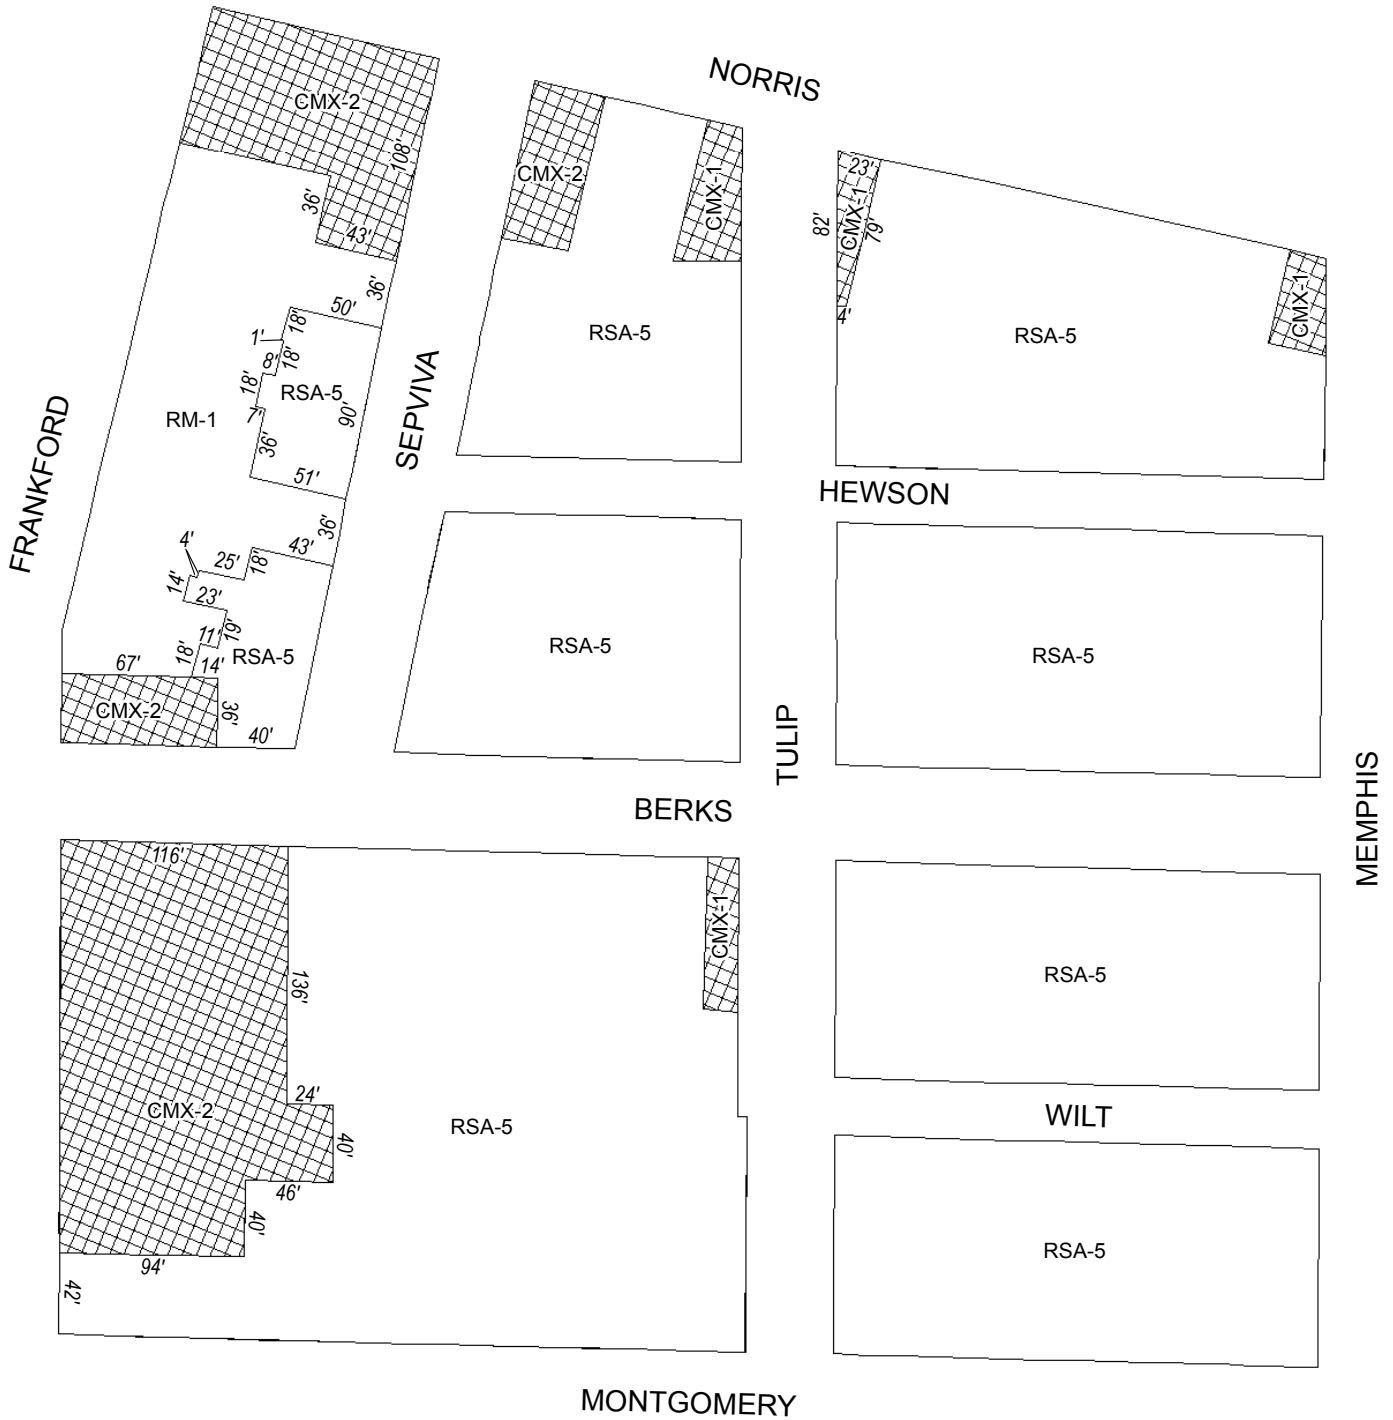 NORRIS
CMX-2
108'
36'
43'
CMX-2
CMX-1
23'
CMX-1
82'
79'
4'
CMX-1
RSA-5
RSA-5
36'
50'
18'
1'
18'
8'
18'
RSA-5
7'
90'
36'
51'
RM-1
FRANKFORD
SEPVIVA
HEWSON
36'
43'
18'
4'
25'
14'
23'
19'
11'
18'
14'
RSA-5
67'
CMX-2
36'
40'
RSA-5
RSA-5
TULIP
BERKS
MEMPHIS
116'
CMX-1
136'
RSA-5
24'
CMX-2
40'
46'
40'
94'
42'
RSA-5
WILT
RSA-5
MONTGOMERY